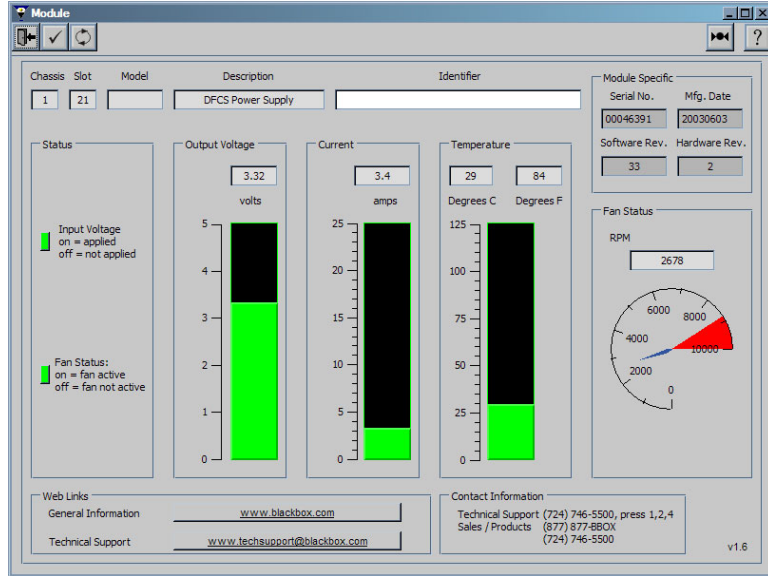 Module
?
Chassis Slot Model Description Identifier
1 21 DFCS Power Supply
Module Specific
Serial No. Mfg. Date
00046391 20030603
Software Rev. Hardware Rev.
33 2
Status
Input Voltage
on = applied
off = not applied
Fan Status:
on = fan active
off = fan not active
Output Voltage
3.32
volts
5
4
3
2
1
0
Current
3.4
amps
25
20
15
10
5
0
Temperature
29 84
Degrees C Degrees F
125
100
75
50
25
0
Fan Status
RPM
2678
6000
8000
4000
10000
2000
0
Web Links
General Information www.blackbox.com
Technical Support www.techsupport@blackbox.com
Contact Information
Technical Support (724) 746-5500, press 1,2,4
Sales / Products (877) 877-BBOX
(724) 746-5500
v1.6